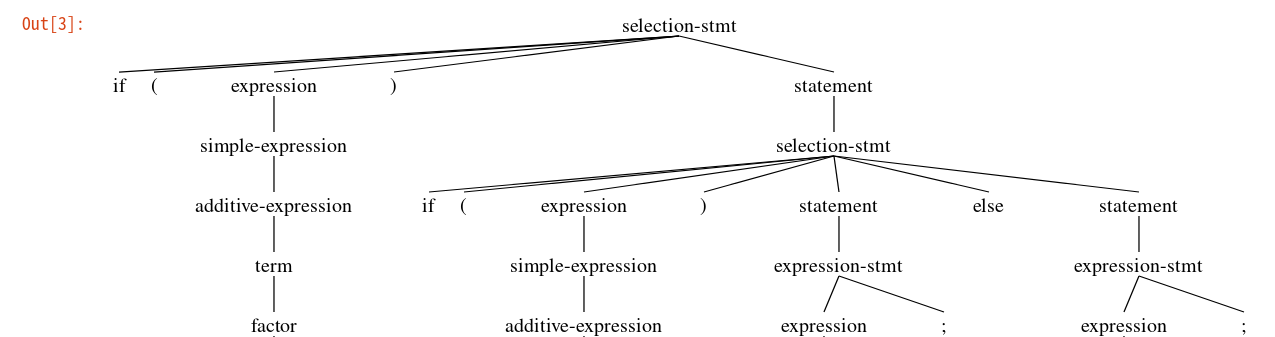 Out[3]:
selection-stmt
if ( expression ) statement
simple-expression selection-stmt
additive-expression if ( expression ) statement else statement
term simple-expression expression-stmt expression-stmt
factor additive-expression expression ; expression ;